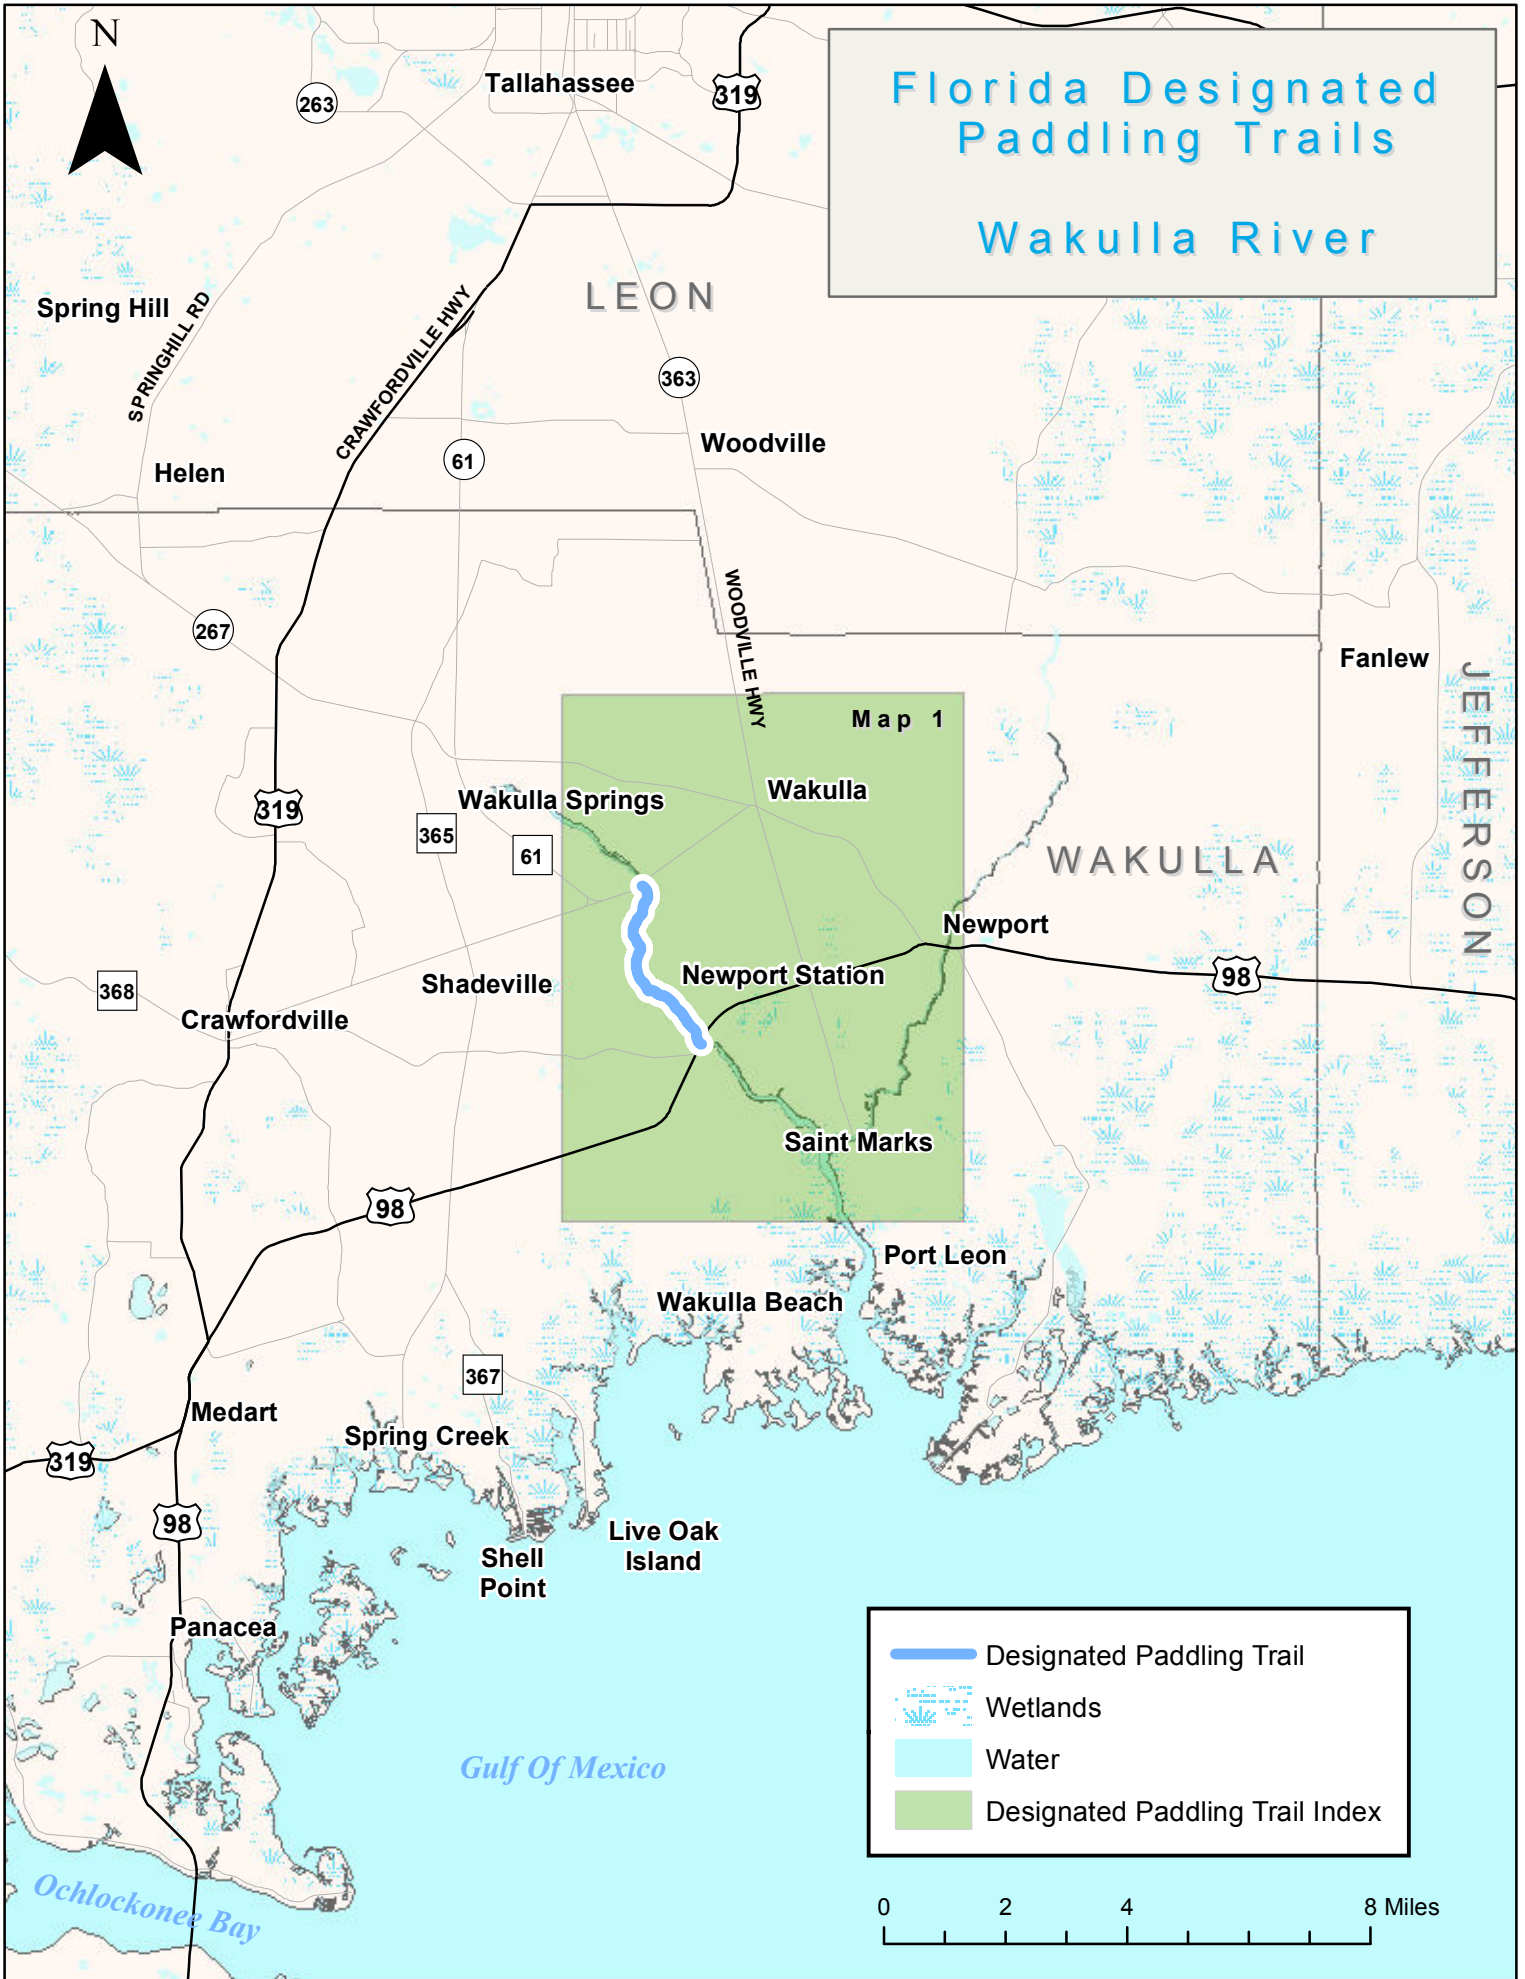 N
Florida Designated
Paddling Trails
Wakulla River
Tallahassee
263
319
LEON
Spring Hill
SPRINGHILL RD
CRAWFORDVILLE HWY
363
Woodville
61
Helen
WOODVILLE HWY
267
Fanlew
JEFFERSON
Map 1
Wakulla Springs
Wakulla
319
365
61
WAKULLA
Newport
Shadeville
Newport Station
98
368
Crawfordville
Saint Marks
98
Port Leon
Wakulla Beach
367
Medart
Spring Creek
319
98
Live Oak
Island
Shell
Point
Panacea
Gulf Of Mexico
Ochlockonee Bay
Designated Paddling Trail
Wetlands
Water
Designated Paddling Trail Index
0 2 4 8 Miles